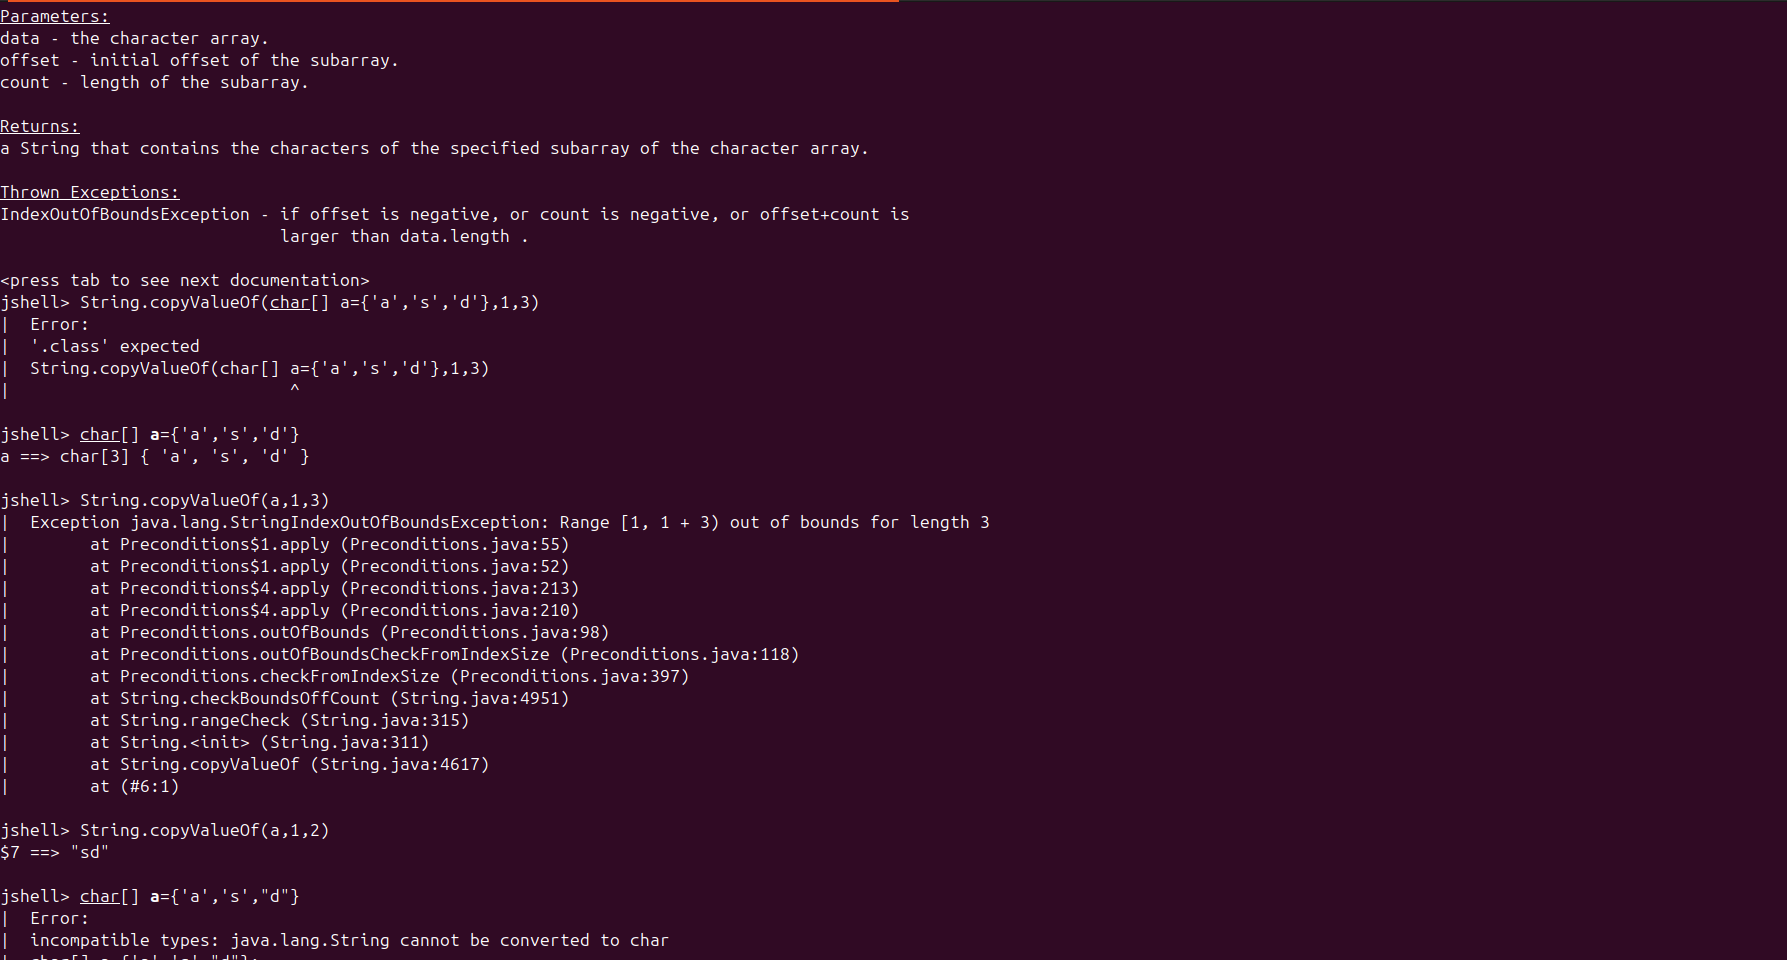 Parameters:
data - the character array.
offset - initial offset of the subarray.
count - length of the subarray.
Returns:
a String that contains the characters of the specified subarray of the character array.
Thrown Exceptions:
IndexOutOfBoundsException - if offset is negative, or count is negative, or offset+count is
larger than data.length .
<press tab to see next documentation>
jshell> String.copyValueOf(char[] a={'a','s','d'},1,3)
|  Error:
|  '.class' expected
|  String.copyValueOf(char[] a={'a','s','d'},1,3)
|                            ^
jshell> char[] a={'a','s','d'}
a ==> char[3] { 'a', 's', 'd' }
jshell> String.copyValueOf(a,1,3)
|  Exception java.lang.StringIndexOutOfBoundsException: Range [1, 1 + 3) out of bounds for length 3
|        at Preconditions$1.apply (Preconditions.java:55)
|        at Preconditions$1.apply (Preconditions.java:52)
|        at Preconditions$4.apply (Preconditions.java:213)
|        at Preconditions$4.apply (Preconditions.java:210)
|        at Preconditions.outOfBounds (Preconditions.java:98)
|        at Preconditions.outOfBoundsCheckFromIndexSize (Preconditions.java:118)
|        at Preconditions.checkFromIndexSize (Preconditions.java:397)
|        at String.checkBoundsOffCount (String.java:4951)
|        at String.rangeCheck (String.java:315)
|        at String.<init> (String.java:311)
|        at String.copyValueOf (String.java:4617)
|        at (#6:1)
jshell> String.copyValueOf(a,1,2)
$7 ==> "sd"
jshell> char[] a={'a','s',"d"}
|  Error:
|  incompatible types: java.lang.String cannot be converted to char
|  char[] a={'a','s',"d"};